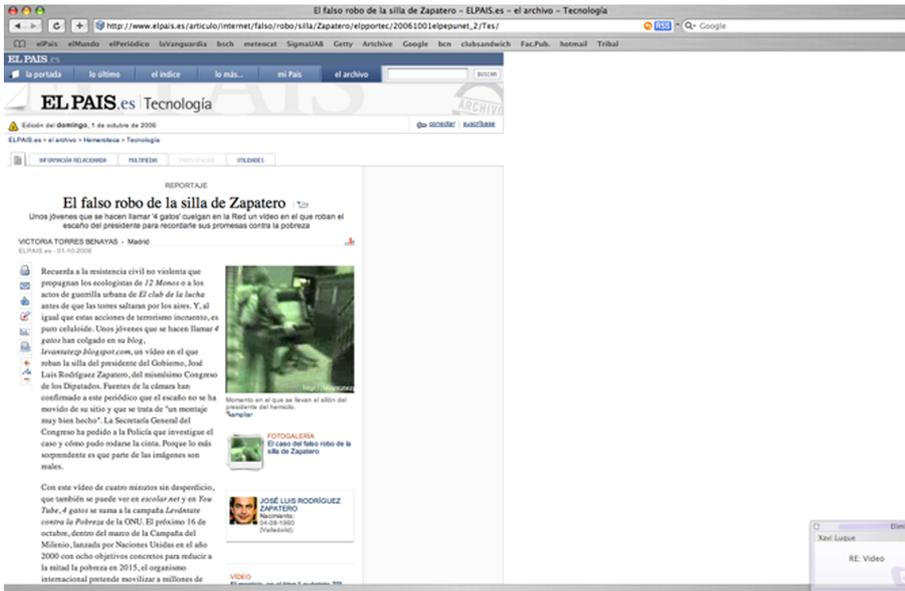 El falso robo de la silla de Zapatero – ELPAIS.es – el archivo – Tecnología
http://www.elpais.es/articulo/internet/falso/robo/silla/Zapatero/elpportec/20061001elpepunet_2/Tes/
RSS
Google
elPaís elMundo elPeriódico laVanguardia bsch meteocat SigmaUAB Getty Artchive Google bcn clubsandwich Fac.Pub. hotmail Tribal
EL PAIS.es
la portada lo último el índice lo más... mi País el archivo BUSCAR
EL PAIS.es Tecnología
ARCHIVO
Edición del domingo, 1 de octubre de 2006
conectar suscríbase
ELPAIS.es > el archivo > Hemeroteca > Tecnología
INFORMACIÓN RELACIONADA MULTIMEDIA UTILIDADES
REPORTAJE
El falso robo de la silla de Zapatero
Unos jóvenes que se hacen llamar '4 gatos' cuelgan en la Red un vídeo en el que roban el
escaño del presidente para recordarle sus promesas contra la pobreza
VICTORIA TORRES BENAYAS - Madrid
ELPAIS.es - 01-10-2006
Recuerda a la resistencia civil no violenta que
propugnan los ecologistas de 12 Monos o a los
actos de guerrilla urbana de El club de la lucha
antes de que las torres saltaran por los aires. Y, al
igual que estas acciones de terrorismo incruento, es
puro celuloide. Unos jóvenes que se hacen llamar 4
gatos han colgado en su blog,
levantatezp.blogspot.com, un vídeo en el que
roban la silla del presidente del Gobierno, José
Luis Rodríguez Zapatero, del mismísimo Congreso
de los Diputados. Fuentes de la cámara han
confirmado a este periódico que el escaño no se ha
movido de su sitio y que se trata de "un montaje
muy bien hecho". La Secretaría General del
Congreso ha pedido a la Policía que investigue el
caso y cómo pudo rodarse la cinta. Porque lo más
sorprendente es que parte de las imágenes son
reales.
Con este vídeo de cuatro minutos sin desperdicio,
que también se puede ver en escolar.net y en You
Tube, 4 gatos se suma a la campaña Levántate
contra la Pobreza de la ONU. El próximo 16 de
octubre, dentro del marco de la Campaña del
Milenio, lanzada por Naciones Unidas en el año
2000 con ocho objetivos concretos para reducir a
la mitad la pobreza en 2015, el organismo
internacional pretende movilizar a millones de
http://levantatezp
Momento en el que se llevan el sillón del
presidente del hemiciclo.
ampliar
FOTOGALERÍA
El caso del falso robo de la
silla de Zapatero
JOSÉ LUIS RODRÍGUEZ
ZAPATERO
Nacimiento:
04-08-1960
(Valladolid)
VÍDEO
Xavi Luque
RE: Video